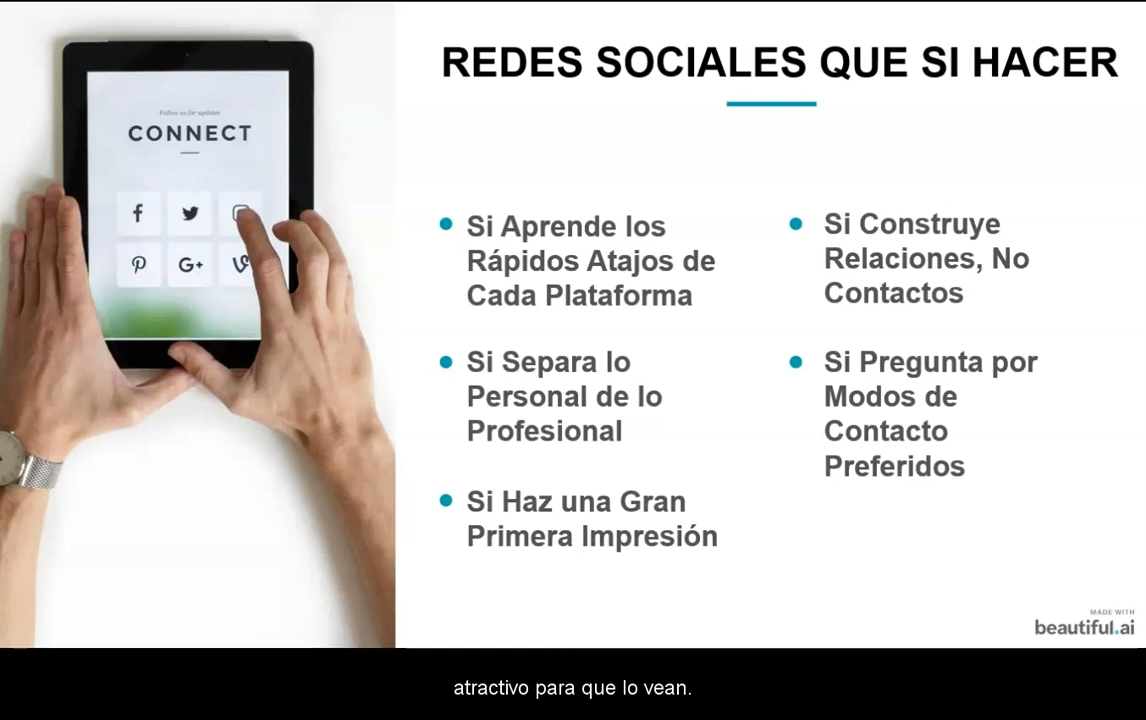 REDES SOCIALES QUE SI HACER
Follow us for updates
CONNECT
G+
Si Aprende los
Rápidos Atajos de
Cada Plataforma
Si Separa lo
Personal de lo
Profesional
Si Haz una Gran
Primera Impresión
Si Construye
Relaciones, No
Contactos
Si Pregunta por
Modos de
Contacto
Preferidos
MADE WITH
beautiful.ai
atractivo para que lo vean.